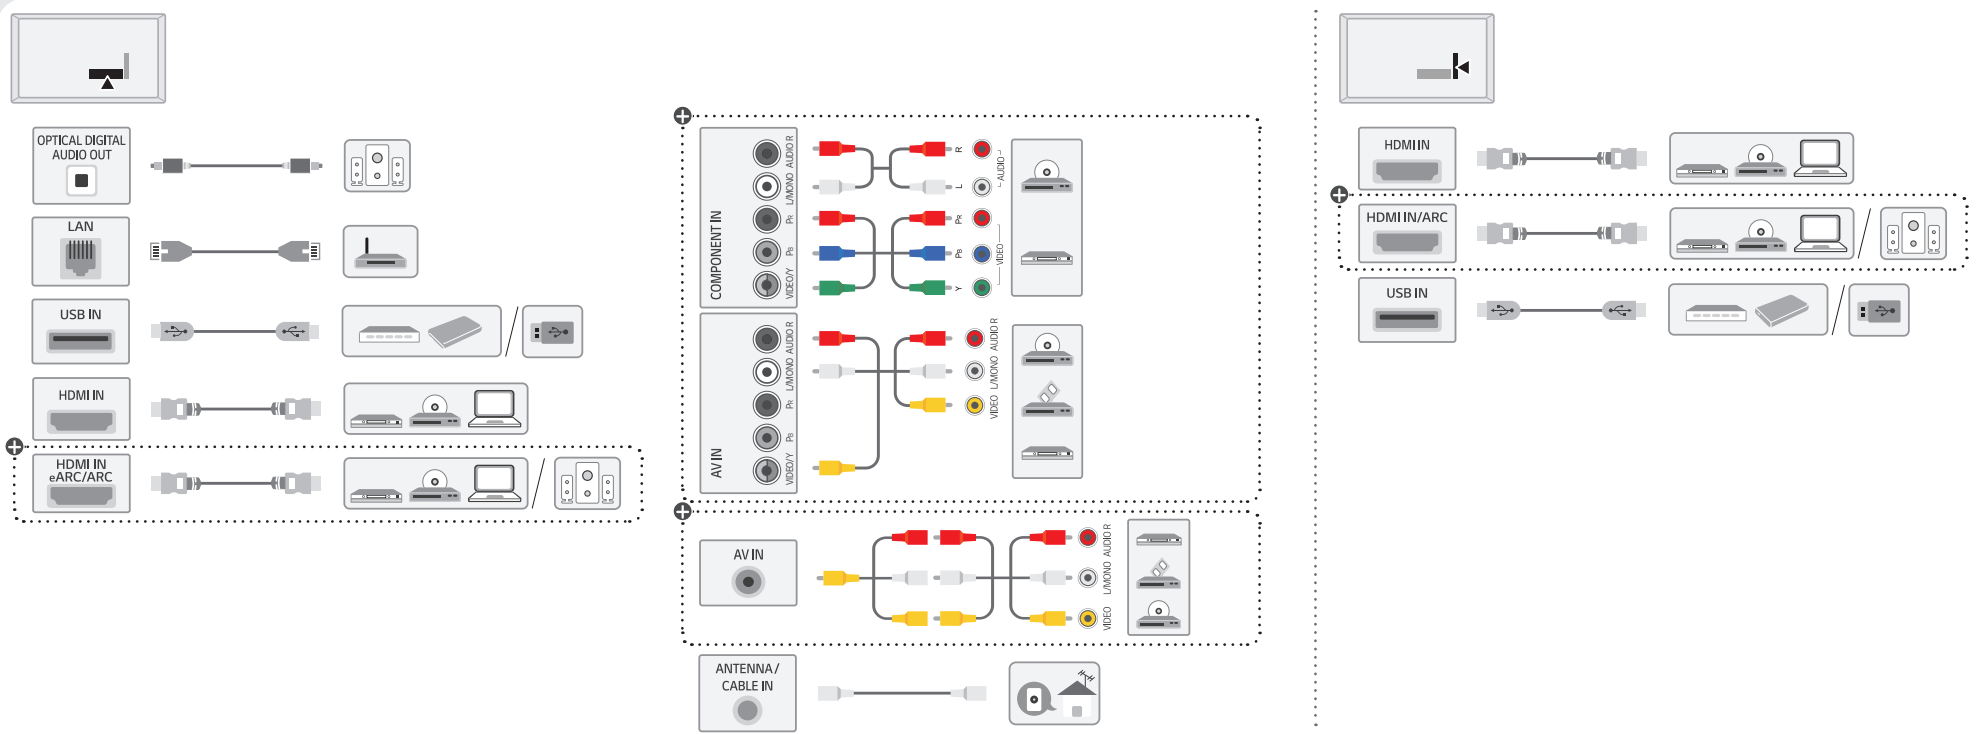 OPTICAL DIGITAL
AUDIO OUT
LAN
USB IN
HDMI IN
HDMI IN
eARC/ARC
COMPONENT IN
AUDIO R
L/MONO
PR
PB
VIDEO/Y
R
L
AUDIO
PR
PB
Y
VIDEO
AV IN
AUDIO R
L/MONO
PR
PB
VIDEO/Y
AUDIO R
L/MONO
VIDEO
AV IN
AUDIO R
L/MONO
VIDEO
ANTENNA /
CABLE IN
HDMI IN
HDMI IN/ARC
USB IN